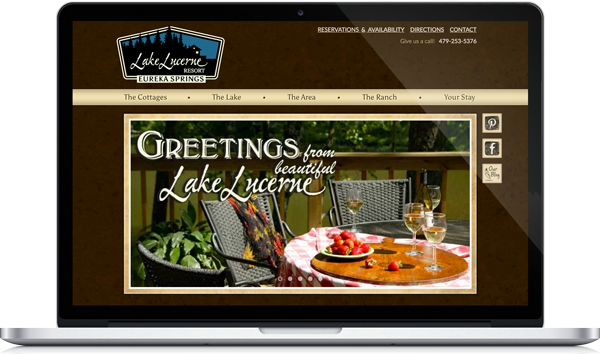 RESERVATIONS & AVAILABILITY DIRECTIONS CONTACT
Give us a call! 479-253-5376
Lake Lucerne
RESORT
EUREKA SPRINGS
The Cottages • The Lake • The Area • The Ranch • Your Stay
GREETINGS from
beautiful
Lake Lucerne
Our
Blog